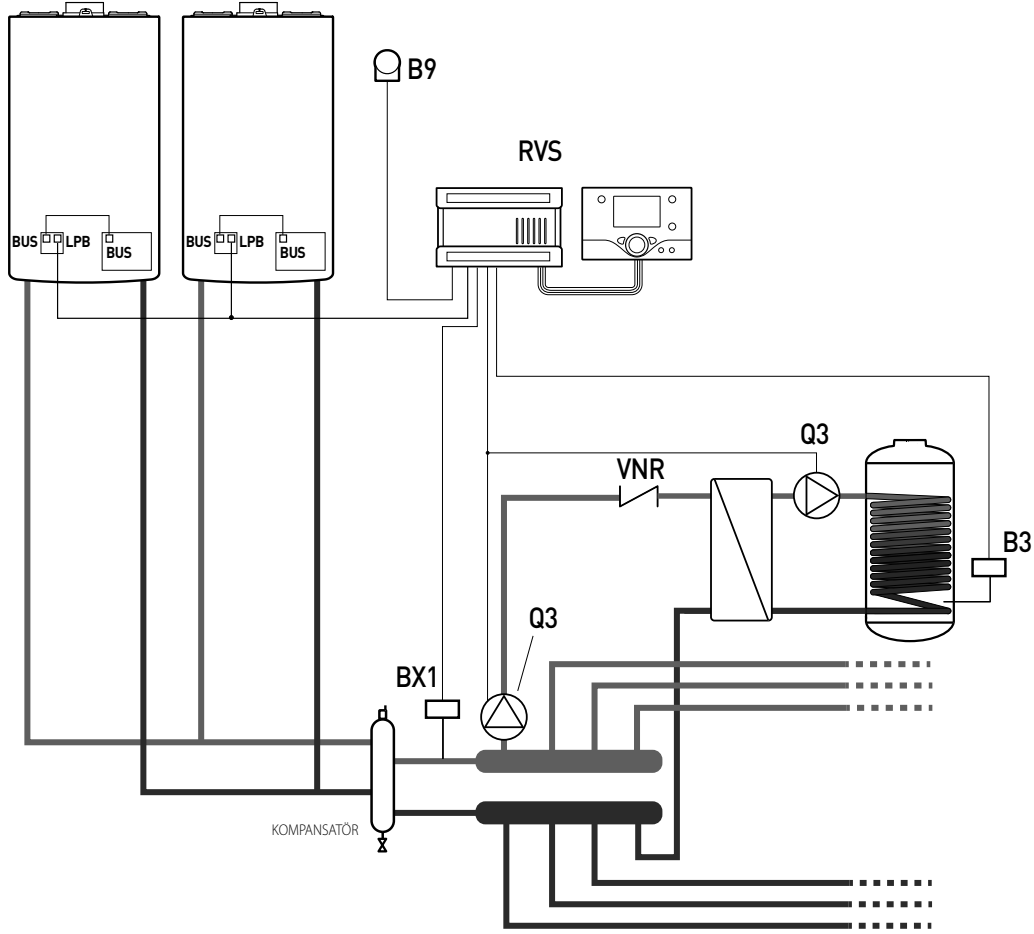 B9
RVS
BUS LPB
BUS
BUS LPB
BUS
Q3
VNR
B3
Q3
BX1
KOMPANSATÖR